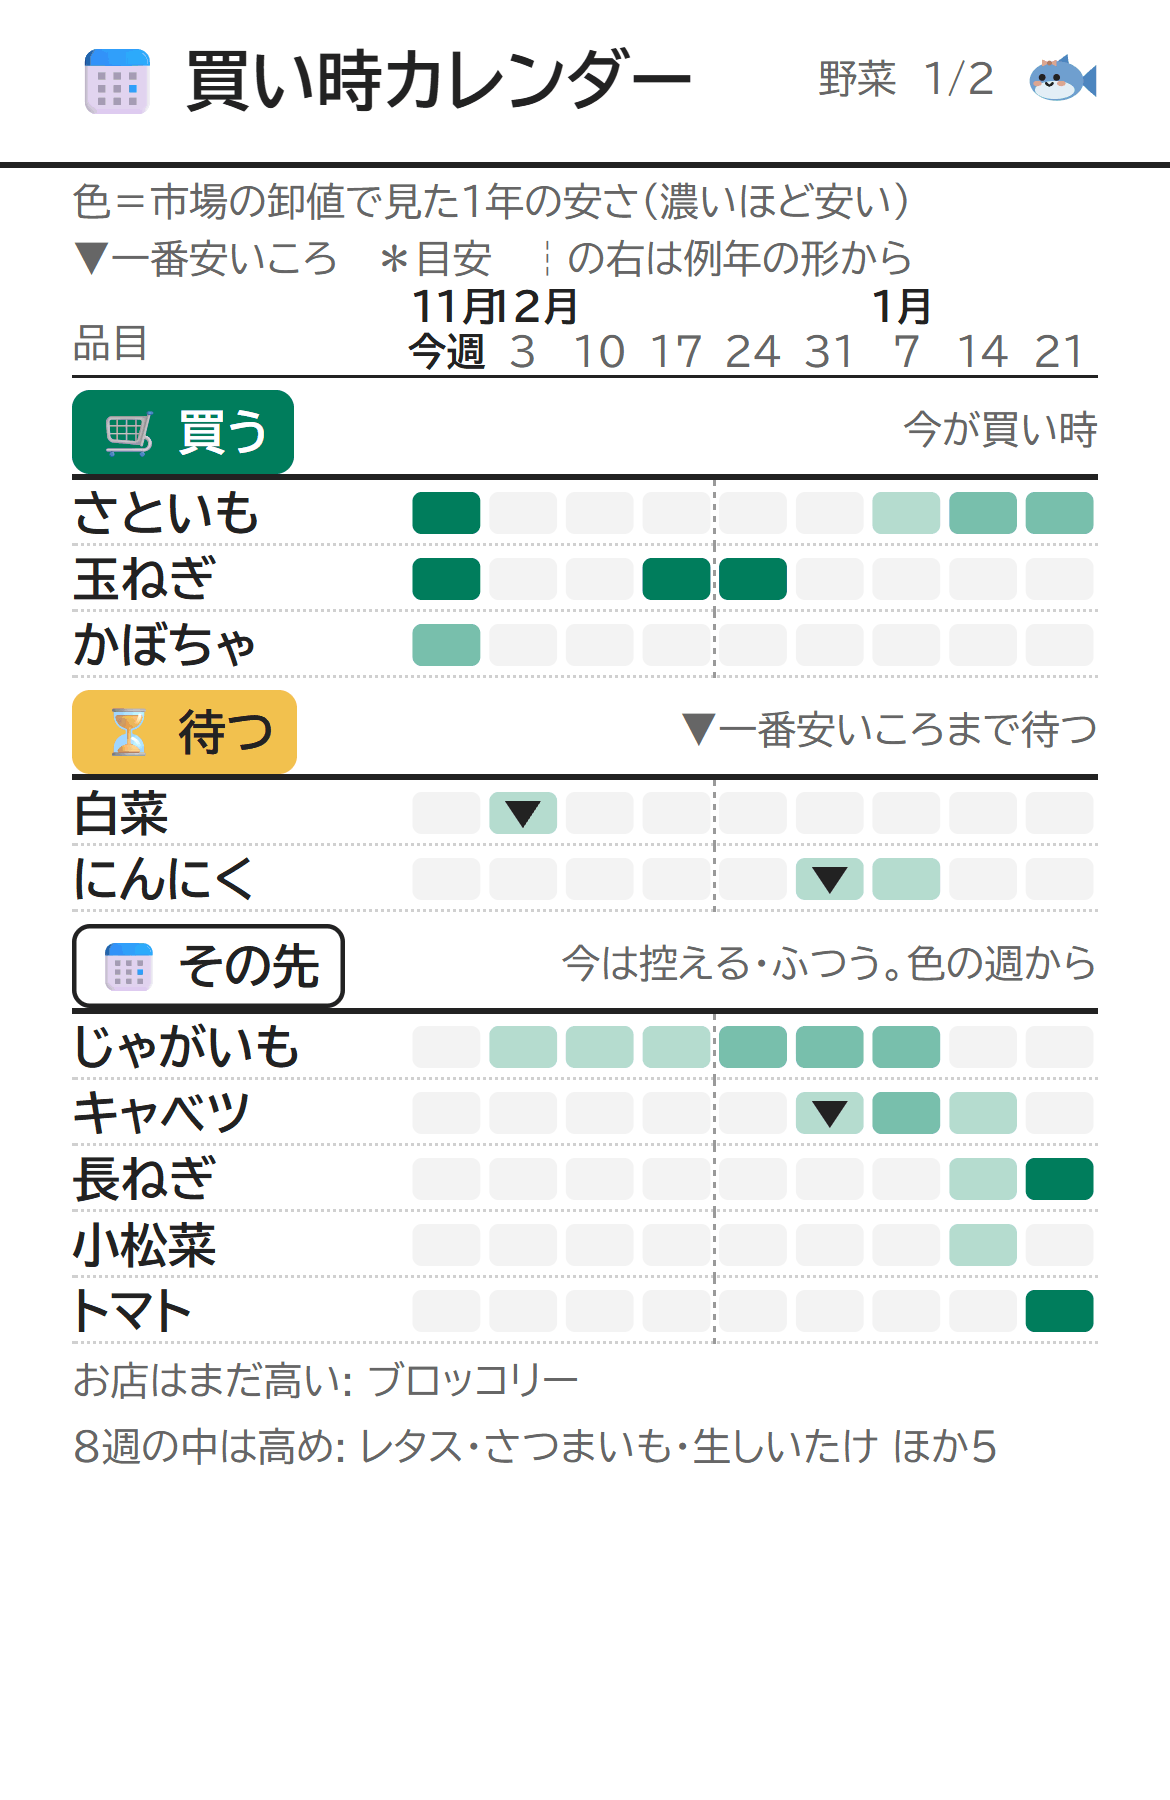 買い時カレンダー 野菜 1/2
色＝市場の卸値で見た1年の安さ（濃いほど安い）
▼一番安いころ ＊目安 ┊の右は例年の形から
11月 12月 1月
品目 今週 3 10 17 24 31 7 14 21
買う 今が買い時
さといも
玉ねぎ
かぼちゃ
待つ ▼一番安いころまで待つ
白菜 ▼
にんにく ▼
その先 今は控える・ふつう。色の週から
じゃがいも
キャベツ ▼
長ねぎ
小松菜
トマト
お店はまだ高い: ブロッコリー
8週の中は高め: レタス・さつまいも・生しいたけ ほか5